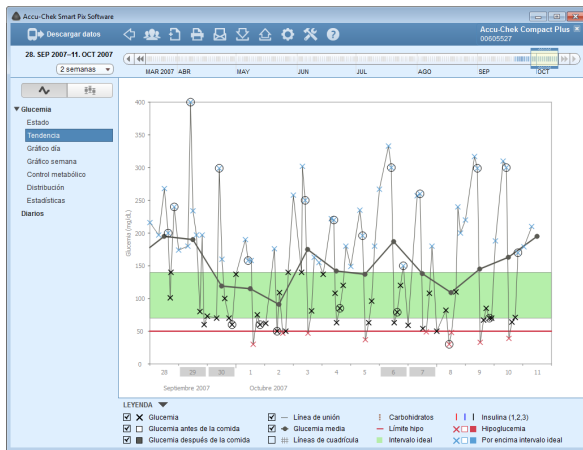 Accu-Chek Smart Pix Software
Descargar datos
Accu-Chek Compact Plus
00605527
28. SEP 2007–11. OCT 2007
2 semanas
MAR 2007 ABR MAY JUN JUL AGO SEP OCT
Glucemia
Estado
Tendencia
Gráfico día
Gráfico semana
Control metabólico
Distribución
Estadísticas
Diarios
Glucemia (mg/dL)
400
350
300
250
200
150
100
50
0
28 29 30 1 2 3 4 5 6 7 8 9 10 11
Septiembre 2007 Octubre 2007
LEYENDA
Glucemia Línea de unión Carbohidratos Insulina (1,2,3)
Glucemia antes de la comida Glucemia media Límite hipo Hipoglucemia
Glucemia después de la comida Líneas de cuadrícula Intervalo ideal Por encima intervalo ideal